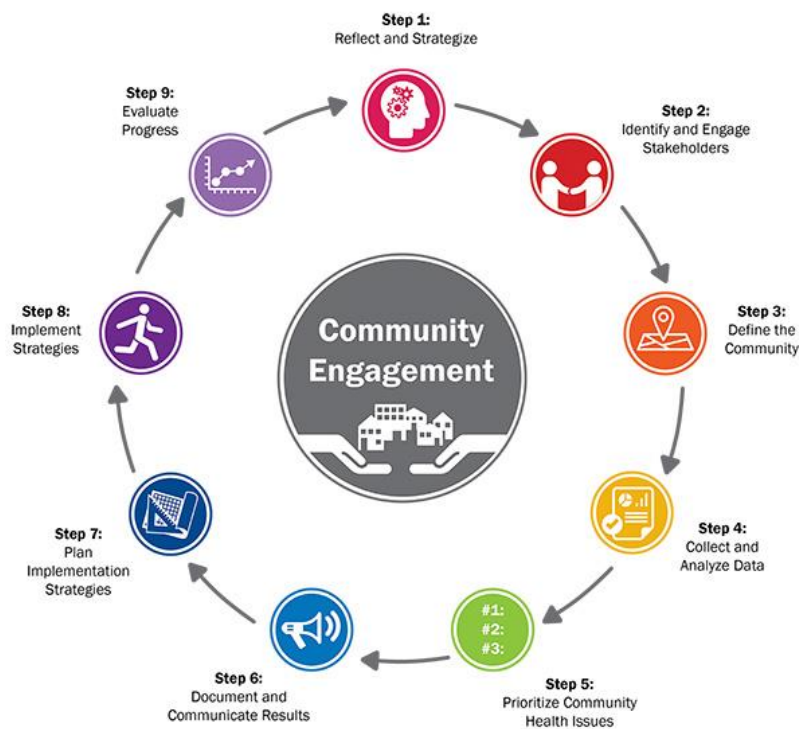 Step 1:
Reflect and Strategize
Step 2:
Identify and Engage
Stakeholders
Step 3:
Define the
Community
Step 4:
Collect and
Analyze Data
Step 5:
Prioritize Community
Health Issues
#1:
#2:
#3:
Step 6:
Document and
Communicate Results
Step 7:
Plan
Implementation
Strategies
Step 8:
Implement
Strategies
Step 9:
Evaluate
Progress
Community
Engagement